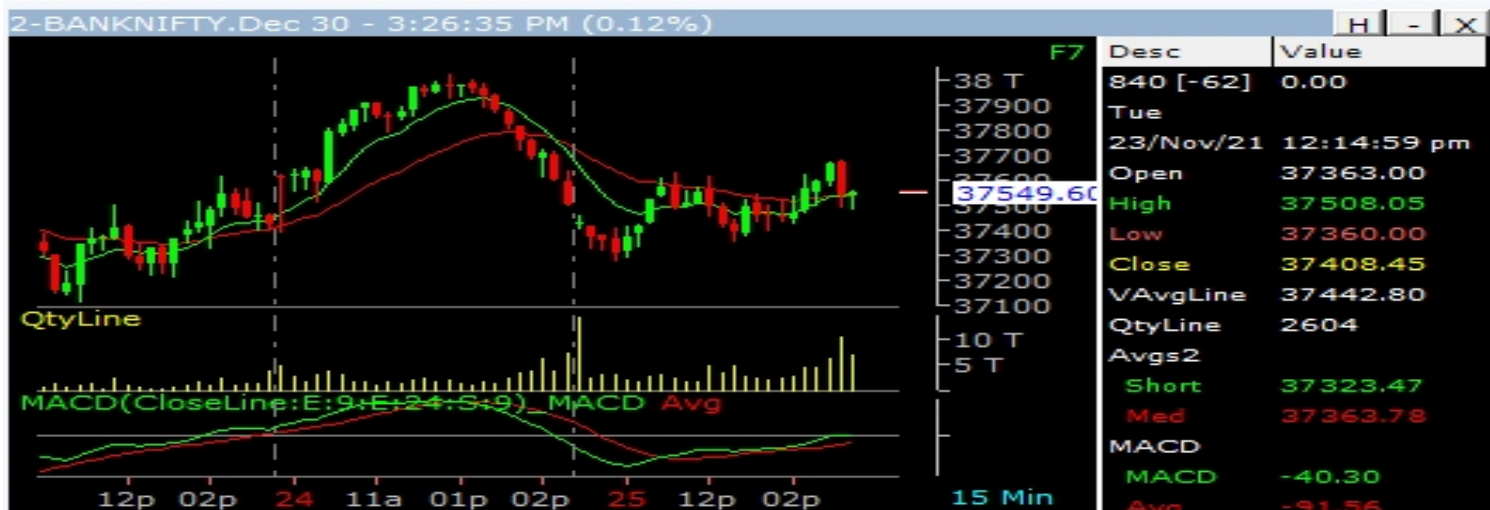 2-BANKNIFTY.Dec 30 - 3:26:35 PM (0.12%)
H - X
F7
38 T
37900
37800
37700
37600
37549.60
37500
37400
37300
37200
37100
QtyLine
10 T
5 T
MACD(CloseLine:E:9:E:24:S:9) MACD Avg
12p 02p 24 11a 01p 02p 25 12p 02p
15 Min
Desc Value
840 [-62] 0.00
Tue
23/Nov/21 12:14:59 pm
Open 37363.00
High 37508.05
Low 37360.00
Close 37408.45
VAvgLine 37442.80
QtyLine 2604
Avgs2
Short 37323.47
Med 37363.78
MACD
MACD -40.30
Avg -91.56